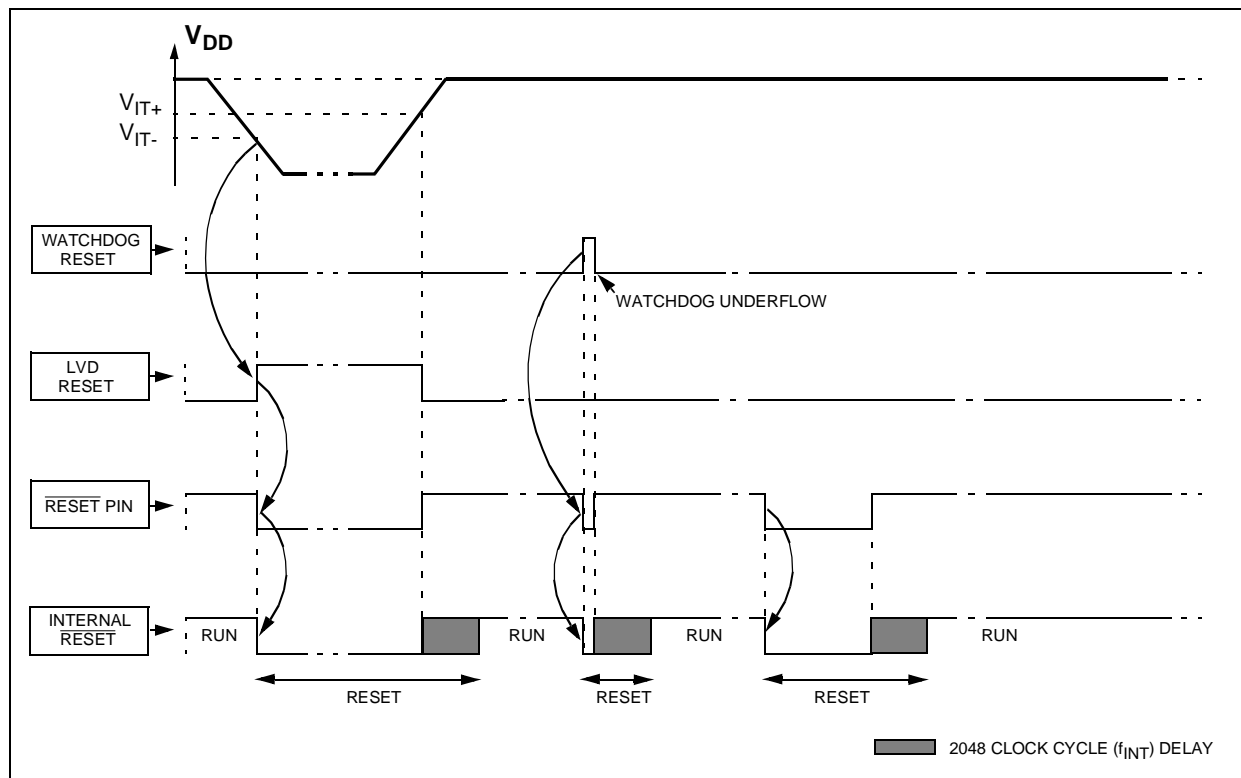 VDD
VIT+
VIT-
WATCHDOG
RESET
WATCHDOG UNDERFLOW
LVD
RESET
RESET PIN
INTERNAL
RESET
RUN
RUN
RUN
RUN
RESET
RESET
RESET
2048 CLOCK CYCLE (fINT) DELAY